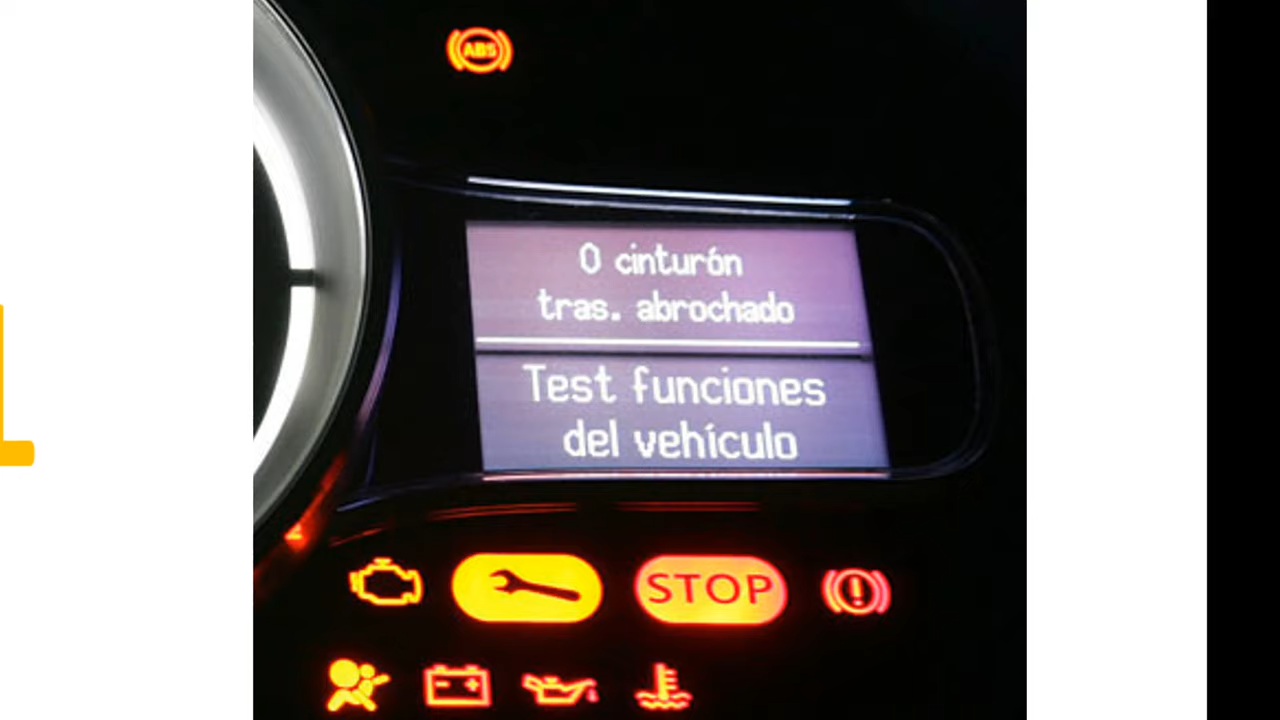 ABS
0 cinturón
tras. abrochado
Test funciones
del vehículo
STOP